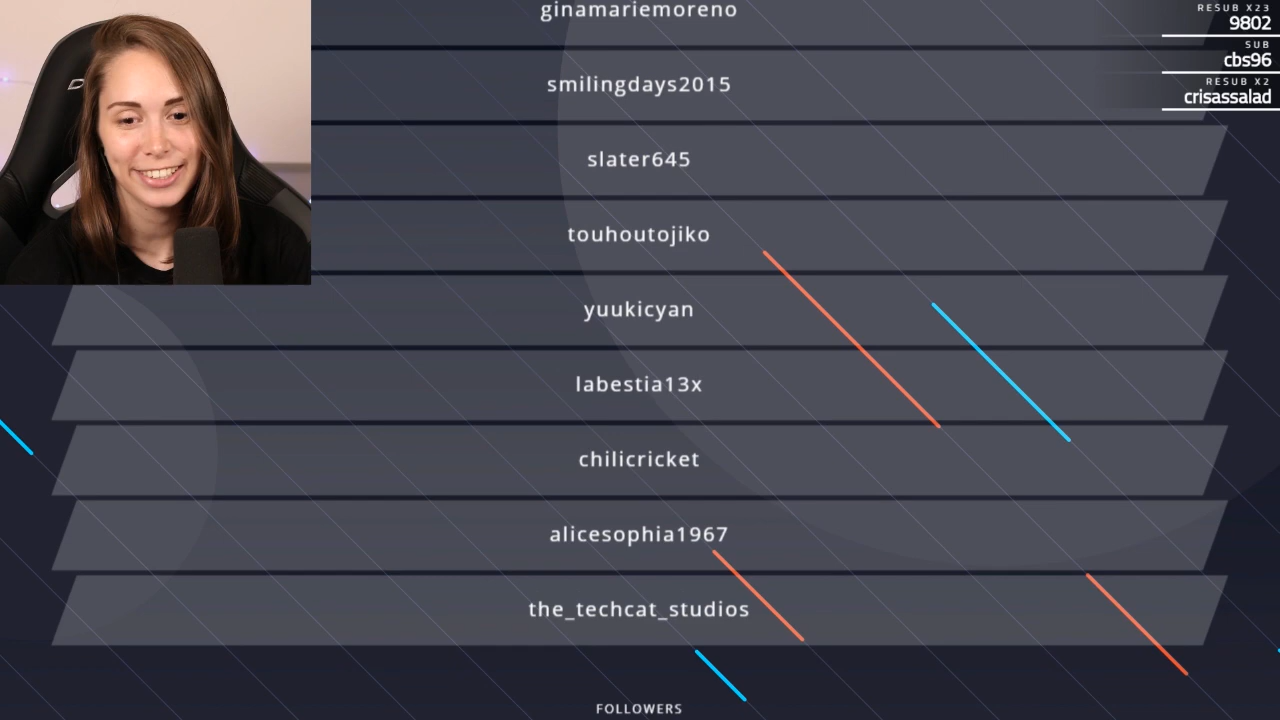 ginamariemoreno
smilingdays2015
slater645
touhoutojiko
yuukicyan
labestia13x
chilicricket
alicesophia1967
the_techcat_studios
FOLLOWERS
RESUB X23
9802
SUB
cbs96
RESUB X2
crisassalad